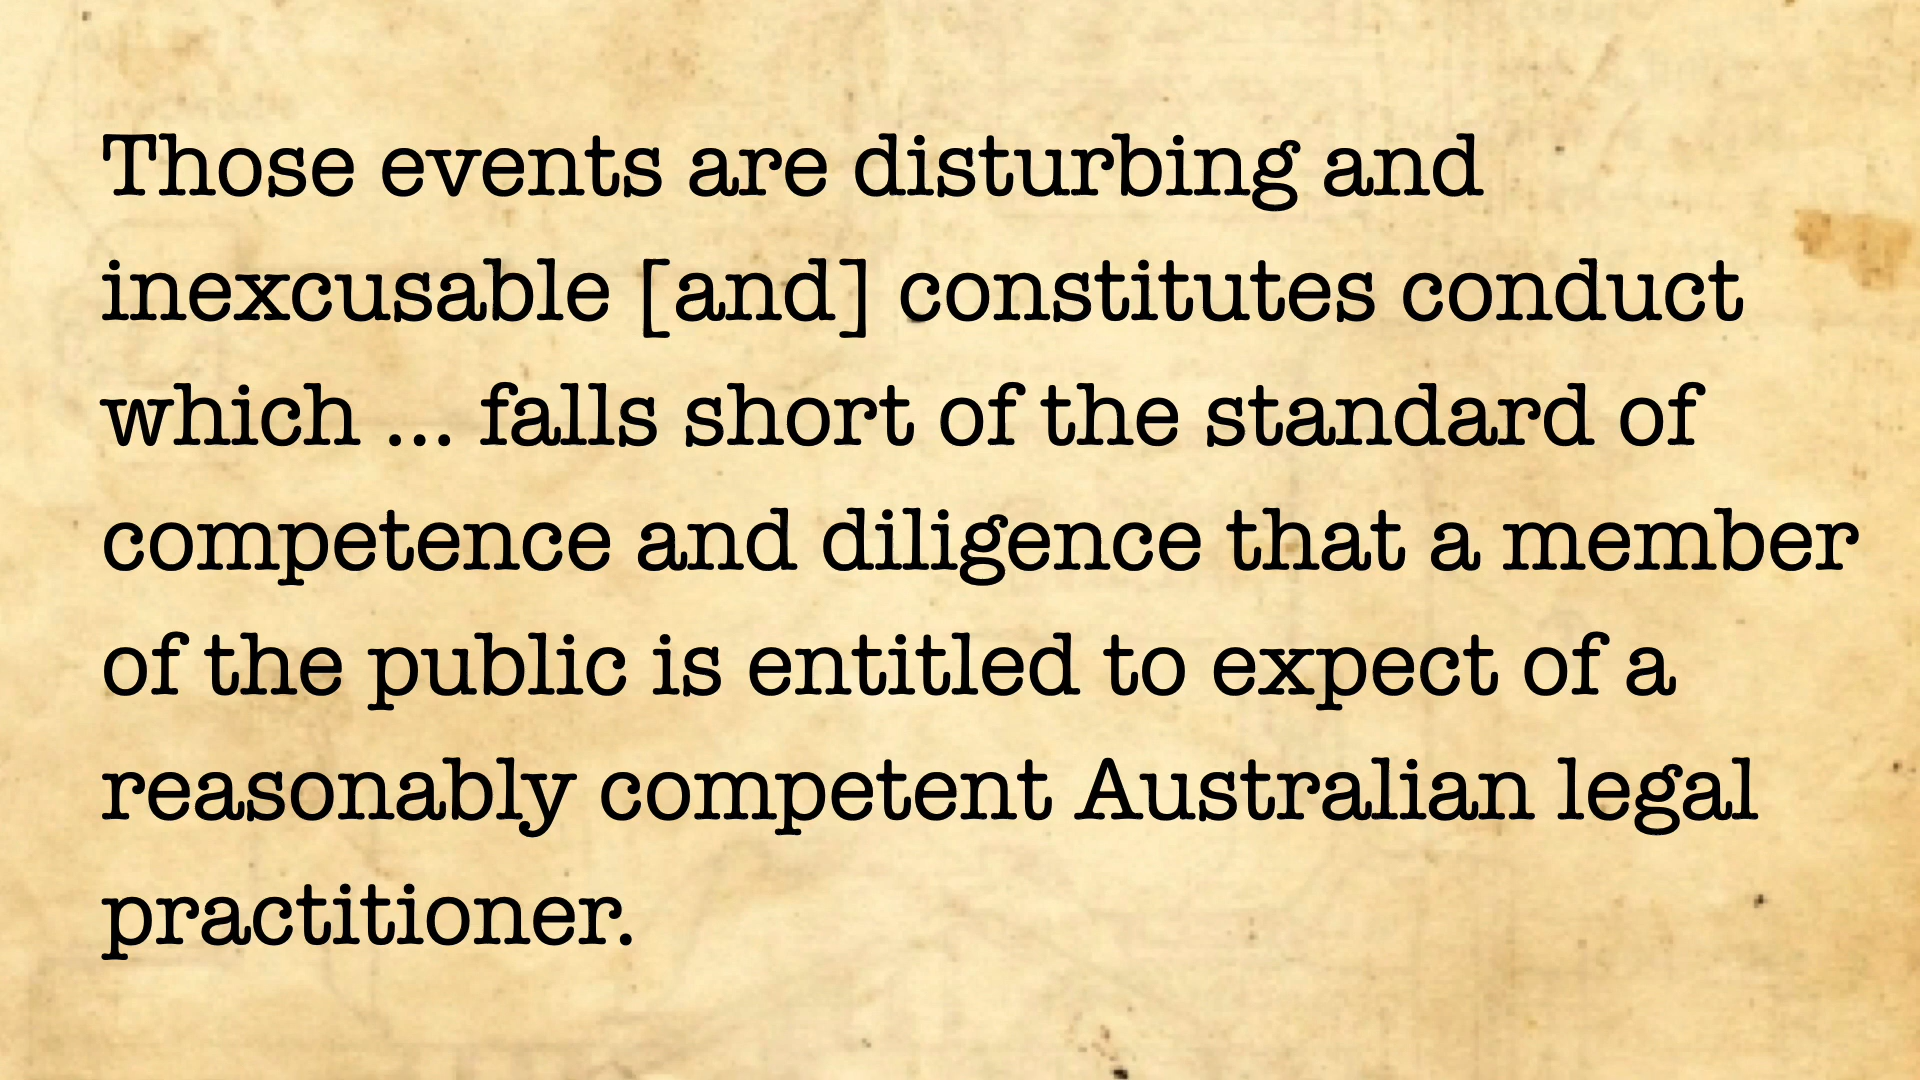 Those events are disturbing and
inexcusable [and] constitutes conduct
which ... falls short of the standard of
competence and diligence that a member
of the public is entitled to expect of a
reasonably competent Australian legal
practitioner.